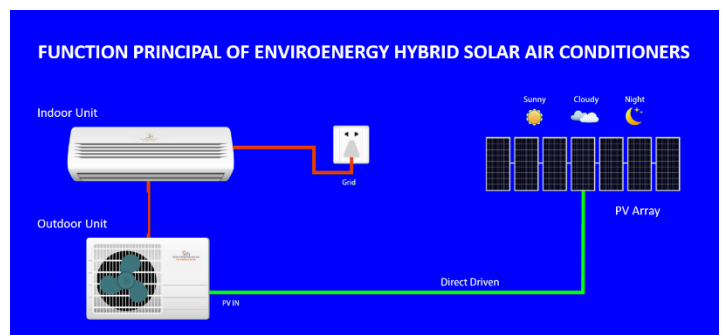 FUNCTION PRINCIPAL OF ENVIROENERGY HYBRID SOLAR AIR CONDITIONERS
Sunny Cloudy Night
Indoor Unit
Grid
PV Array
Outdoor Unit
Direct Driven
PV IN